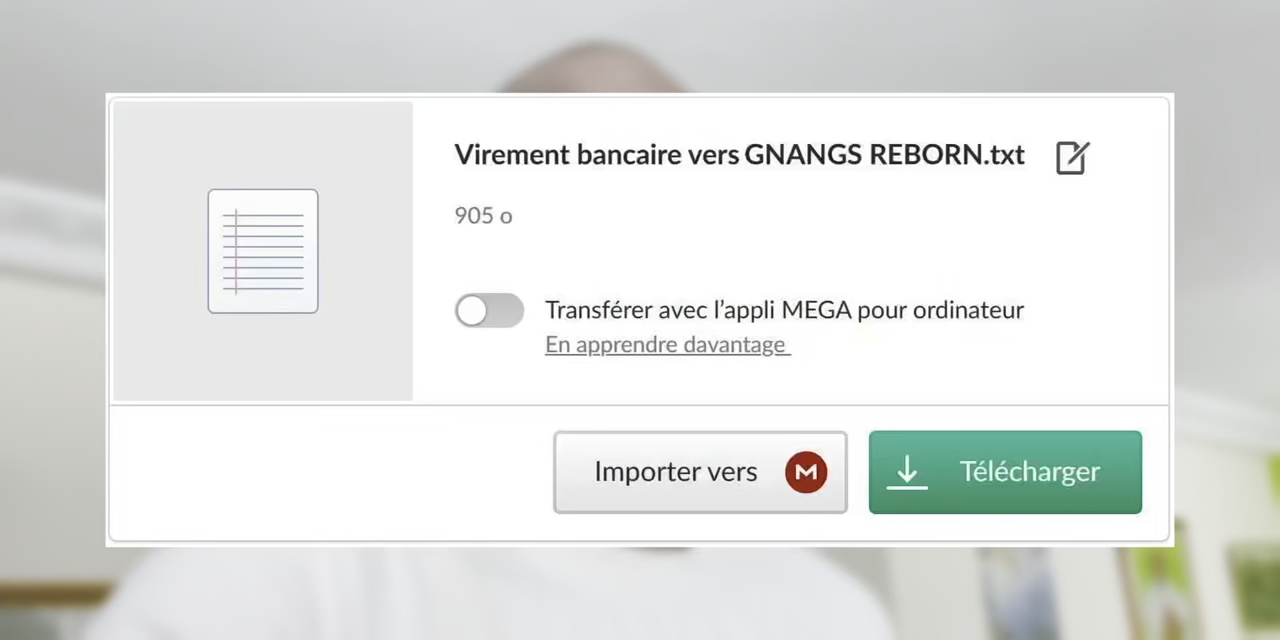 Virement bancaire vers GNANGS REBORN.txt
905 o
Transférer avec l’appli MEGA pour ordinateur
En apprendre davantage
Importer vers M
Télécharger